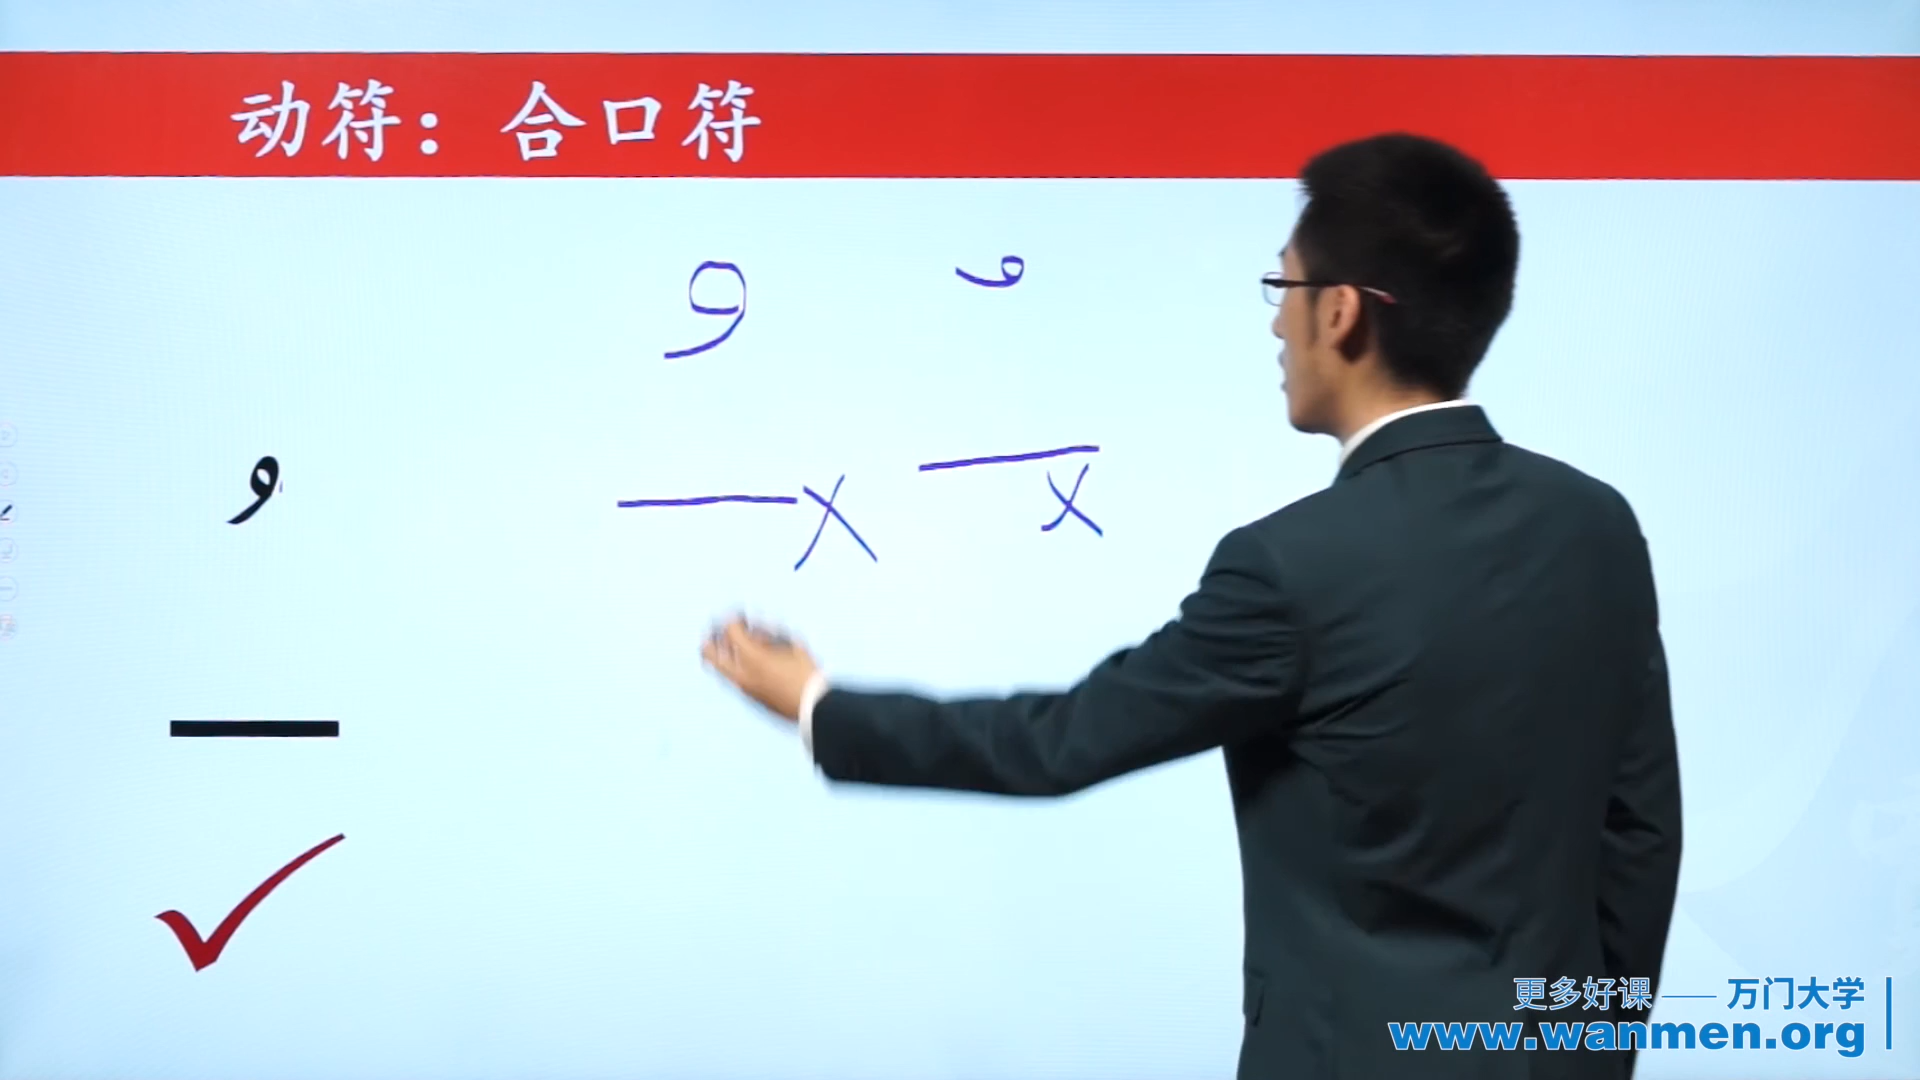 动符：合口符
و و
و
x x
更多好课 —— 万门大学
www.wanmen.org